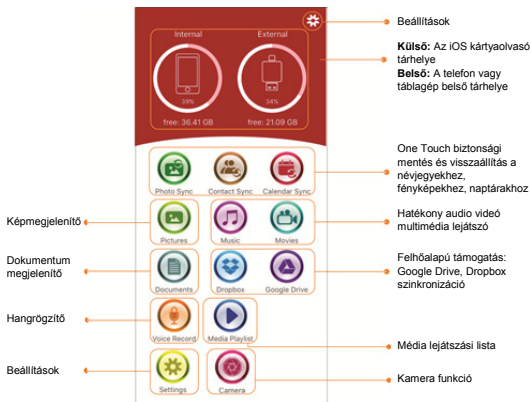 Internal
External
39%
34%
free: 36.41 GB
free: 21.09 GB
Photo Sync
Contact Sync
Calendar Sync
Pictures
Music
Movies
Documents
Dropbox
Google Drive
Voice Record
Media Playlist
Settings
Camera
Képmegjelenítő
Dokumentum
megjelenítő
Hangrögzítő
Beállítások
Beállítások
Külső: Az iOS kártyaolvasó
tárhelye
Belső: A telefon vagy
táblagép belső tárhelye
One Touch biztonsági
mentés és visszaállítás a
névjegyekhez,
fényképekhez, naptárakhoz
Hatékony audio videó
multimédia lejátszó
Felhőalapú támogatás:
Google Drive, Dropbox
szinkronizáció
Média lejátszási lista
Kamera funkció